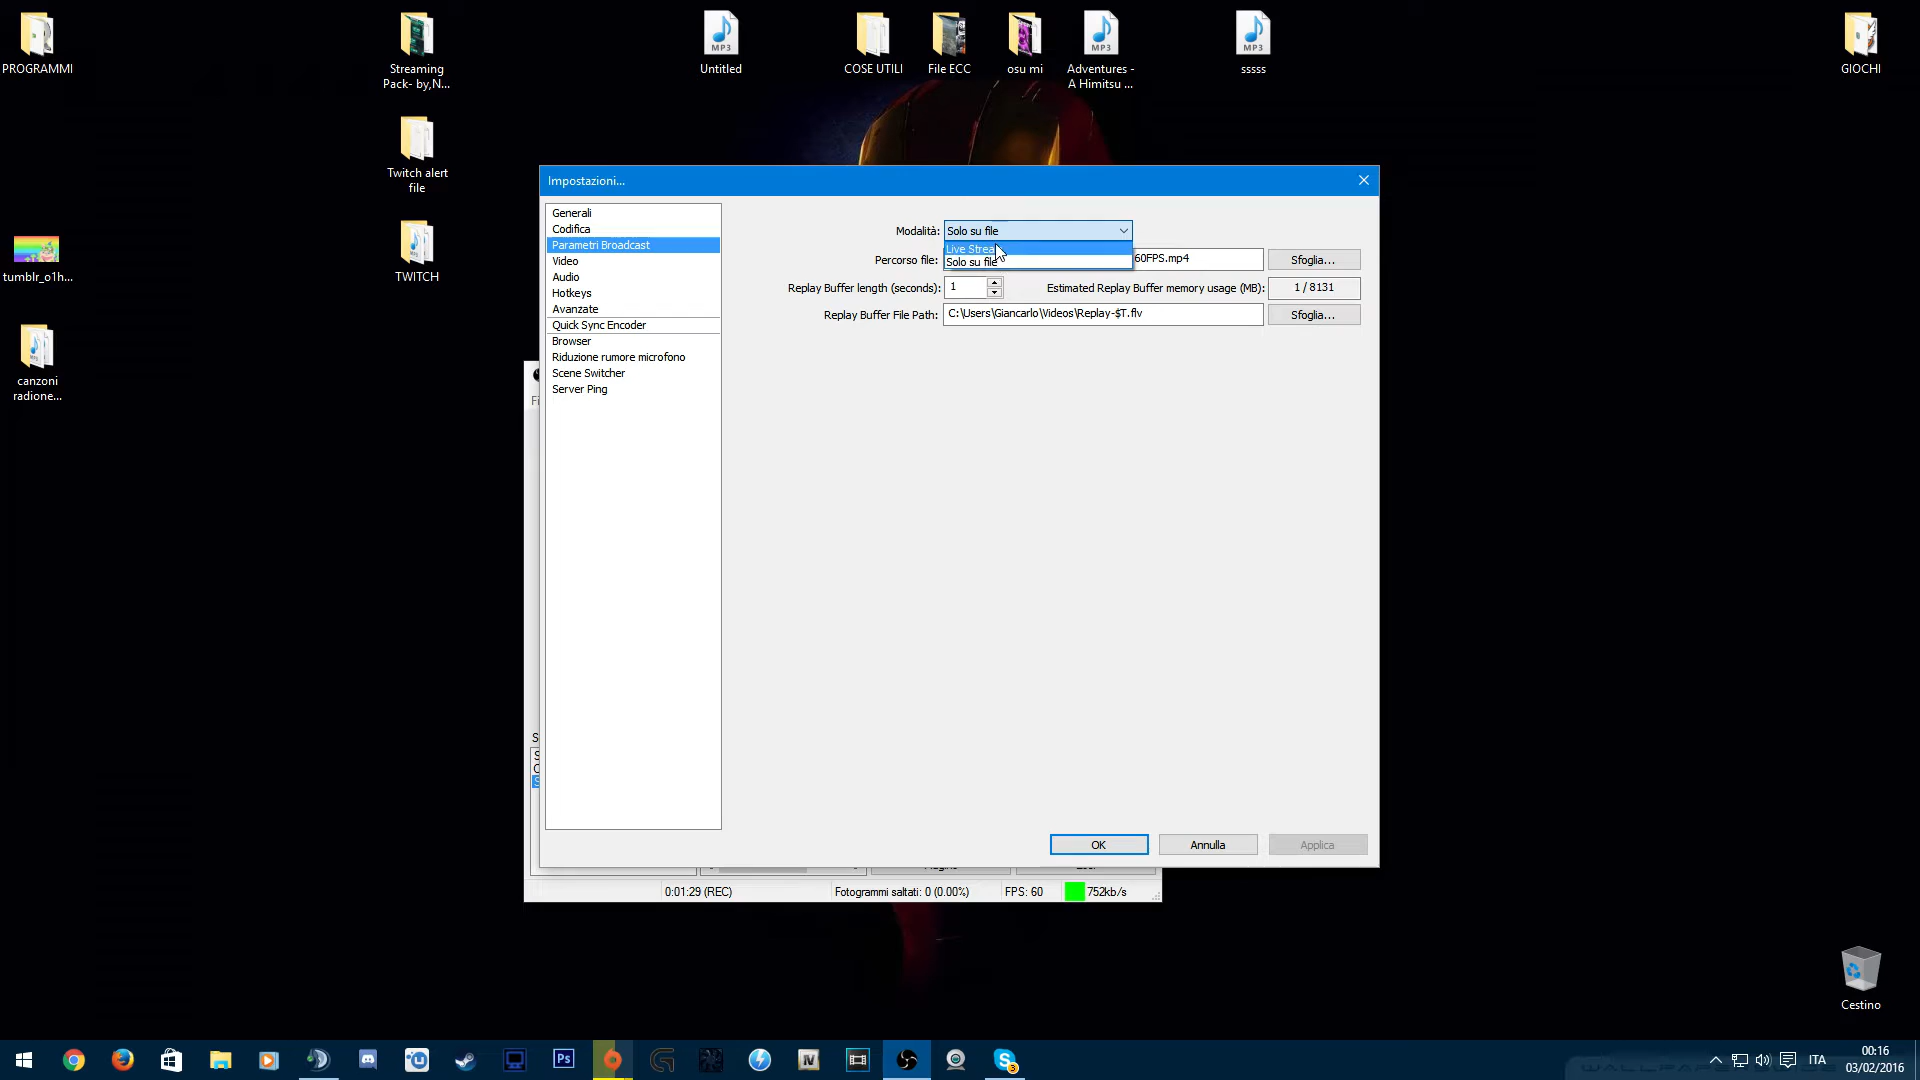 PROGRAMMI
Streaming
Pack- by,N...
Untitled
COSE UTILI
File ECC
osu mi
Adventures -
A Himitsu ...
sssss
GIOCHI
Twitch alert
file
TWITCH
tumblr_o1h...
canzoni
radione...
Impostazioni...
Generali
Codifica
Parametri Broadcast
Video
Audio
Hotkeys
Avanzate
Quick Sync Encoder
Browser
Riduzione rumore microfono
Scene Switcher
Server Ping
Modalità: Solo su file
Live Strea
Solo su file
Percorso file: 60FPS.mp4 Sfoglia...
Replay Buffer length (seconds): 1 Estimated Replay Buffer memory usage (MB): 1 / 8131
Replay Buffer File Path: C:\Users\Giancarlo\Videos\Replay-$T.flv Sfoglia...
OK Annulla Applica
0:01:29 (REC) Fotogrammi saltati: 0 (0.00%) FPS: 60 752kb/s
Cestino
Ps
3
ITA
00:16
03/02/2016